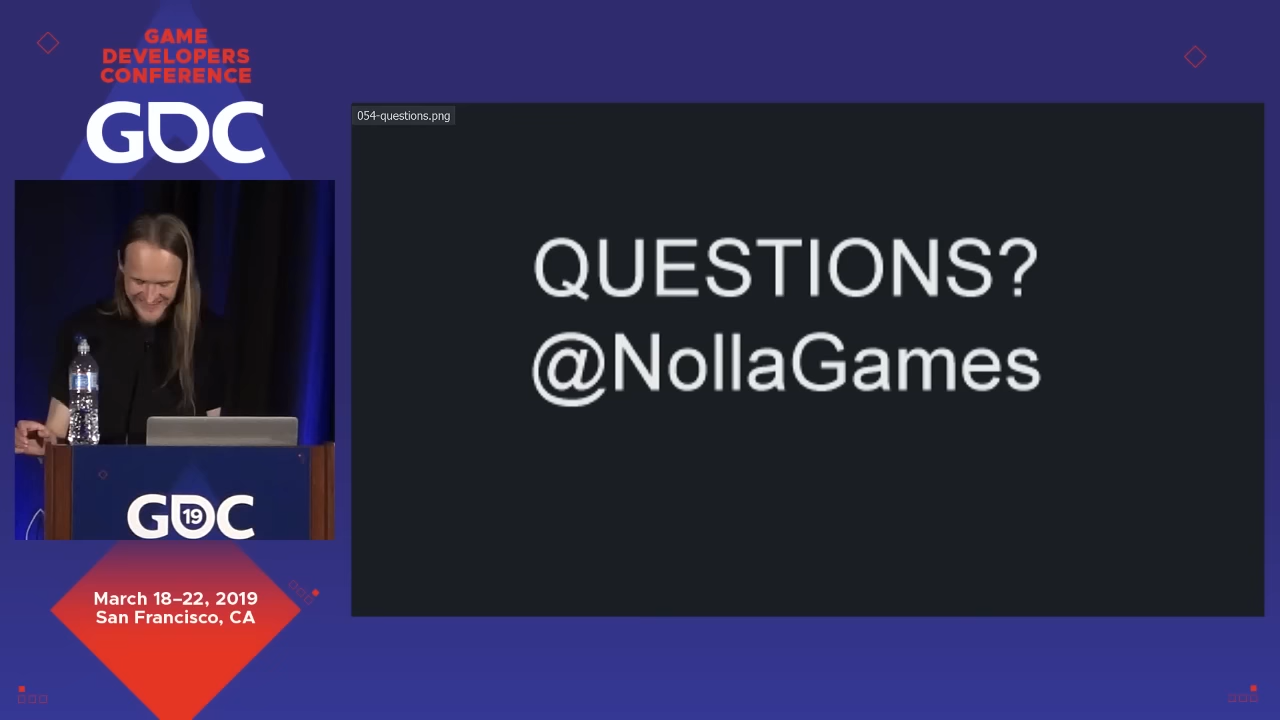 GAME
DEVELOPERS
CONFERENCE
GDC
054-questions.png
QUESTIONS?
@NollaGames
GDC
19
March 18–22, 2019
San Francisco, CA